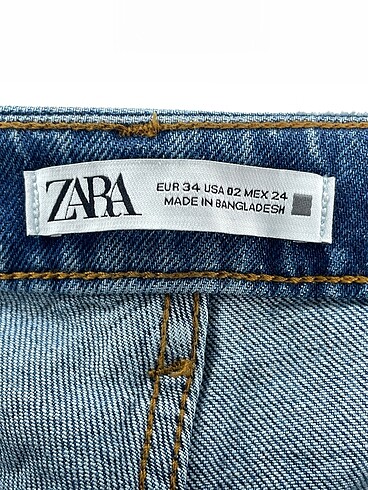 ZARA
EUR 34 USA 02 MEX 24
MADE IN BANGLADESH